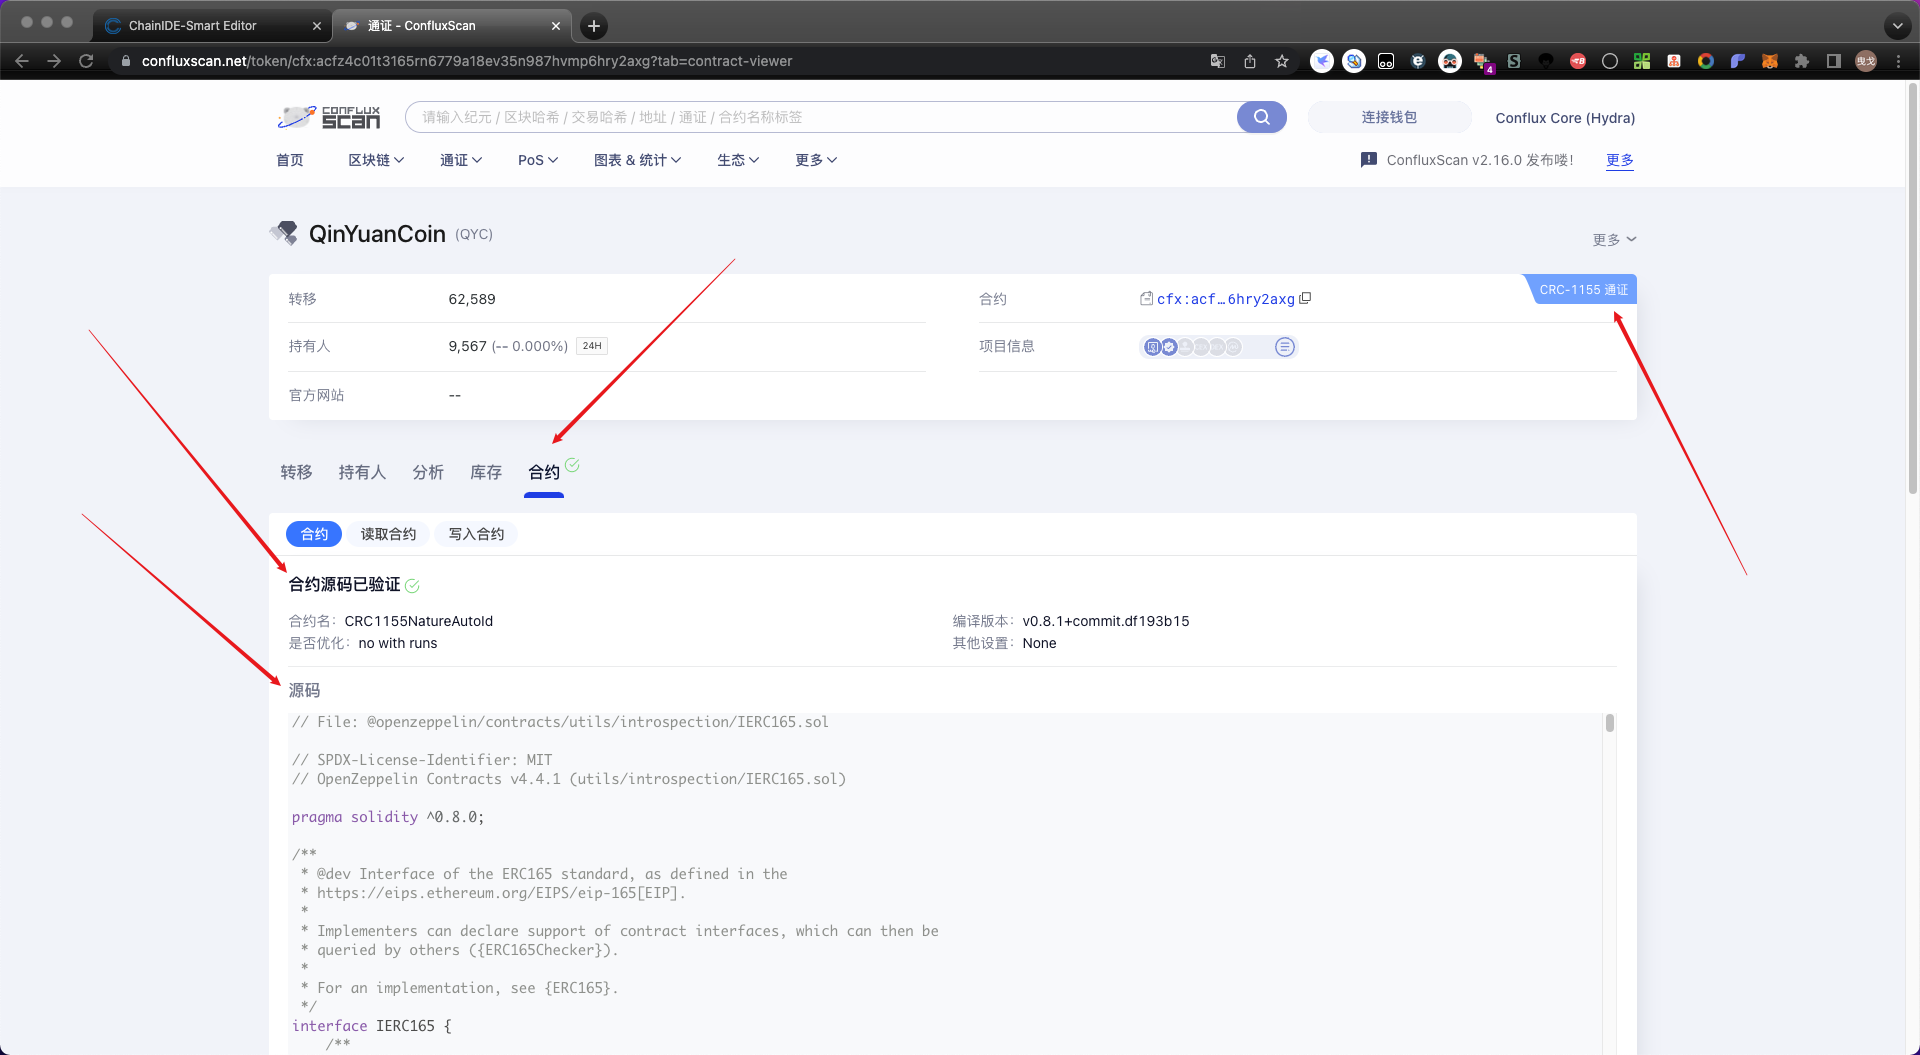 ChainIDE-Smart Editor
通证 - ConfluxScan
confluxscan.net/token/cfx:acfz4c01t3165rn6779a18ev35n987hvmp6hry2axg?tab=contract-viewer
4
曳戈
CONFLUX
SCAN
请输入纪元 / 区块哈希 / 交易哈希 / 地址 / 通证 / 合约名称标签
连接钱包
Conflux Core (Hydra)
首页
区块链
通证
PoS
图表 & 统计
生态
更多
ConfluxScan v2.16.0 发布喽!
更多
QinYuanCoin (QYC)
更多
转移 62,589
合约 cfx:acf...6hry2axg
CRC-1155 通证
持有人 9,567 (-- 0.000%) 24H
项目信息
官方网站 --
转移 持有人 分析 库存 合约
合约 读取合约 写入合约
合约源码已验证
合约名: CRC1155NatureAutoId
编译版本: v0.8.1+commit.df193b15
是否优化: no with runs
其他设置: None
源码
// File: @openzeppelin/contracts/utils/introspection/IERC165.sol
// SPDX-License-Identifier: MIT
// OpenZeppelin Contracts v4.4.1 (utils/introspection/IERC165.sol)
pragma solidity ^0.8.0;
/**
* @dev Interface of the ERC165 standard, as defined in the
* https://eips.ethereum.org/EIPS/eip-165[EIP].
*
* Implementers can declare support of contract interfaces, which can then be
* queried by others ({ERC165Checker}).
*
* For an implementation, see {ERC165}.
*/
interface IERC165 {
/**